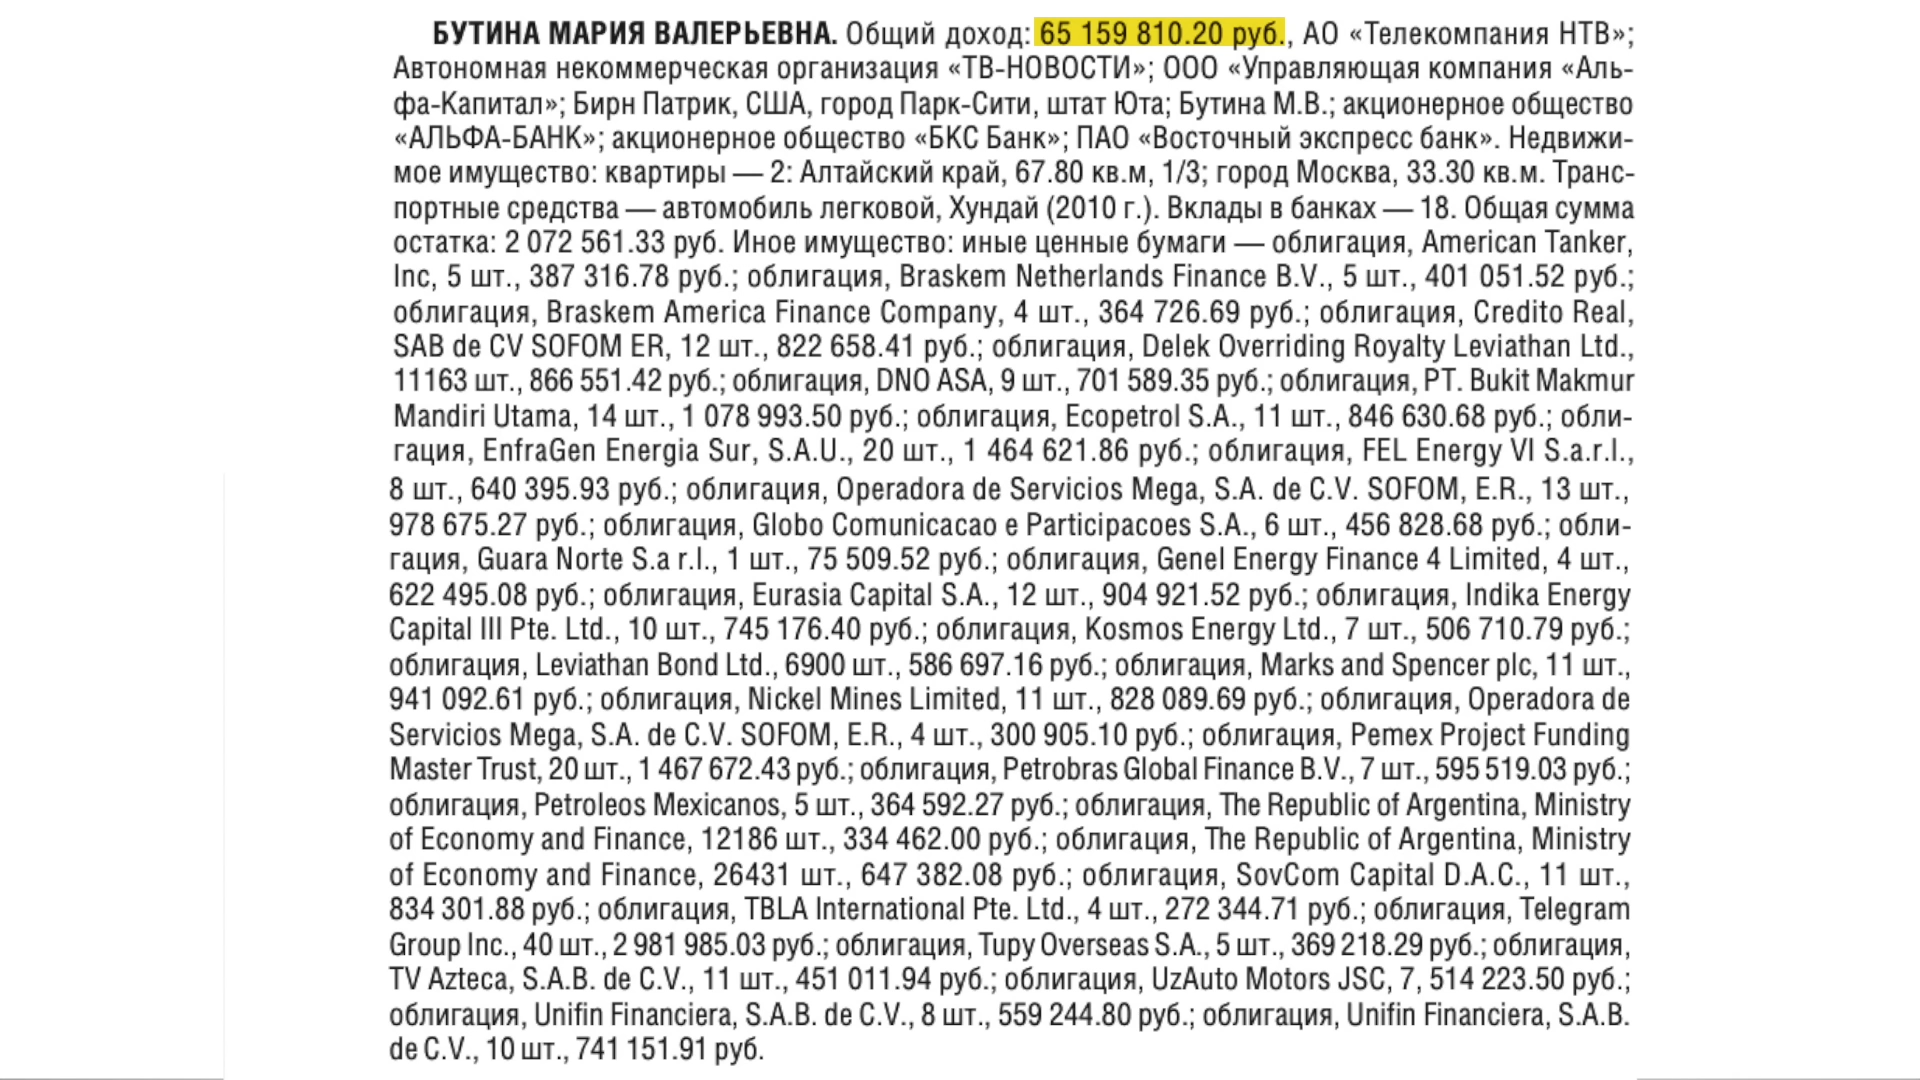 БУТИНА МАРИЯ ВАЛЕРЬЕВНА. Общий доход: 65 159 810.20 руб., АО «Телекомпания НТВ»;
Автономная некоммерческая организация «ТВ-НОВОСТИ»; ООО «Управляющая компания «Аль-
фа-Капитал»; Бирн Патрик, США, город Парк-Сити, штат Юта; Бутина М.В.; акционерное общество
«АЛЬФА-БАНК»; акционерное общество «БКС Банк»; ПАО «Восточный экспресс банк». Недвижи-
мое имущество: квартиры — 2: Алтайский край, 67.80 кв.м, 1/3; город Москва, 33.30 кв.м. Транс-
портные средства — автомобиль легковой, Хундай (2010 г.). Вклады в банках — 18. Общая сумма
остатка: 2 072 561.33 руб. Иное имущество: иные ценные бумаги — облигация, American Tanker,
Inc, 5 шт., 387 316.78 руб.; облигация, Braskem Netherlands Finance B.V., 5 шт., 401 051.52 руб.;
облигация, Braskem America Finance Company, 4 шт., 364 726.69 руб.; облигация, Credito Real,
SAB de CV SOFOM ER, 12 шт., 822 658.41 руб.; облигация, Delek Overriding Royalty Leviathan Ltd.,
11163 шт., 866 551.42 руб.; облигация, DNO ASA, 9 шт., 701 589.35 руб.; облигация, PT. Bukit Makmur
Mandiri Utama, 14 шт., 1 078 993.50 руб.; облигация, Ecopetrol S.A., 11 шт., 846 630.68 руб.; обли-
гация, EnfraGen Energia Sur, S.A.U., 20 шт., 1 464 621.86 руб.; облигация, FEL Energy VI S.a.r.l.,
8 шт., 640 395.93 руб.; облигация, Operadora de Servicios Mega, S.A. de C.V. SOFOM, E.R., 13 шт.,
978 675.27 руб.; облигация, Globo Comunicacao e Participacoes S.A., 6 шт., 456 828.68 руб.; обли-
гация, Guara Norte S.a r.l., 1 шт., 75 509.52 руб.; облигация, Genel Energy Finance 4 Limited, 4 шт.,
622 495.08 руб.; облигация, Eurasia Capital S.A., 12 шт., 904 921.52 руб.; облигация, Indika Energy
Capital III Pte. Ltd., 10 шт., 745 176.40 руб.; облигация, Kosmos Energy Ltd., 7 шт., 506 710.79 руб.;
облигация, Leviathan Bond Ltd., 6900 шт., 586 697.16 руб.; облигация, Marks and Spencer plc, 11 шт.,
941 092.61 руб.; облигация, Nickel Mines Limited, 11 шт., 828 089.69 руб.; облигация, Operadora de
Servicios Mega, S.A. de C.V. SOFOM, E.R., 4 шт., 300 905.10 руб.; облигация, Pemex Project Funding
Master Trust, 20 шт., 1 467 672.43 руб.; облигация, Petrobras Global Finance B.V., 7 шт., 595 519.03 руб.;
облигация, Petroleos Mexicanos, 5 шт., 364 592.27 руб.; облигация, The Republic of Argentina, Ministry
of Economy and Finance, 12186 шт., 334 462.00 руб.; облигация, The Republic of Argentina, Ministry
of Economy and Finance, 26431 шт., 647 382.08 руб.; облигация, SovCom Capital D.A.C., 11 шт.,
834 301.88 руб.; облигация, TBLA International Pte. Ltd., 4 шт., 272 344.71 руб.; облигация, Telegram
Group Inc., 40 шт., 2 981 985.03 руб.; облигация, Tupy Overseas S.A., 5 шт., 369 218.29 руб.; облигация,
TV Azteca, S.A.B. de C.V., 11 шт., 451 011.94 руб.; облигация, UzAuto Motors JSC, 7, 514 223.50 руб.;
облигация, Unifin Financiera, S.A.B. de C.V., 8 шт., 559 244.80 руб.; облигация, Unifin Financiera, S.A.B.
de C.V., 10 шт., 741 151.91 руб.